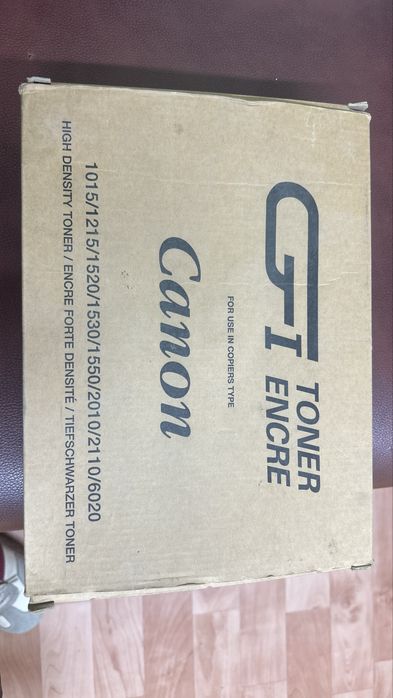 GI TONER
ENCRE
FOR USE IN COPIERS TYPE
Canon
1015/1215/1520/1530/1550/2010/2110/6020
HIGH DENSITY TONER / ENCRE FORTE DENSITÉ / TIEFSCHWARZER TONER